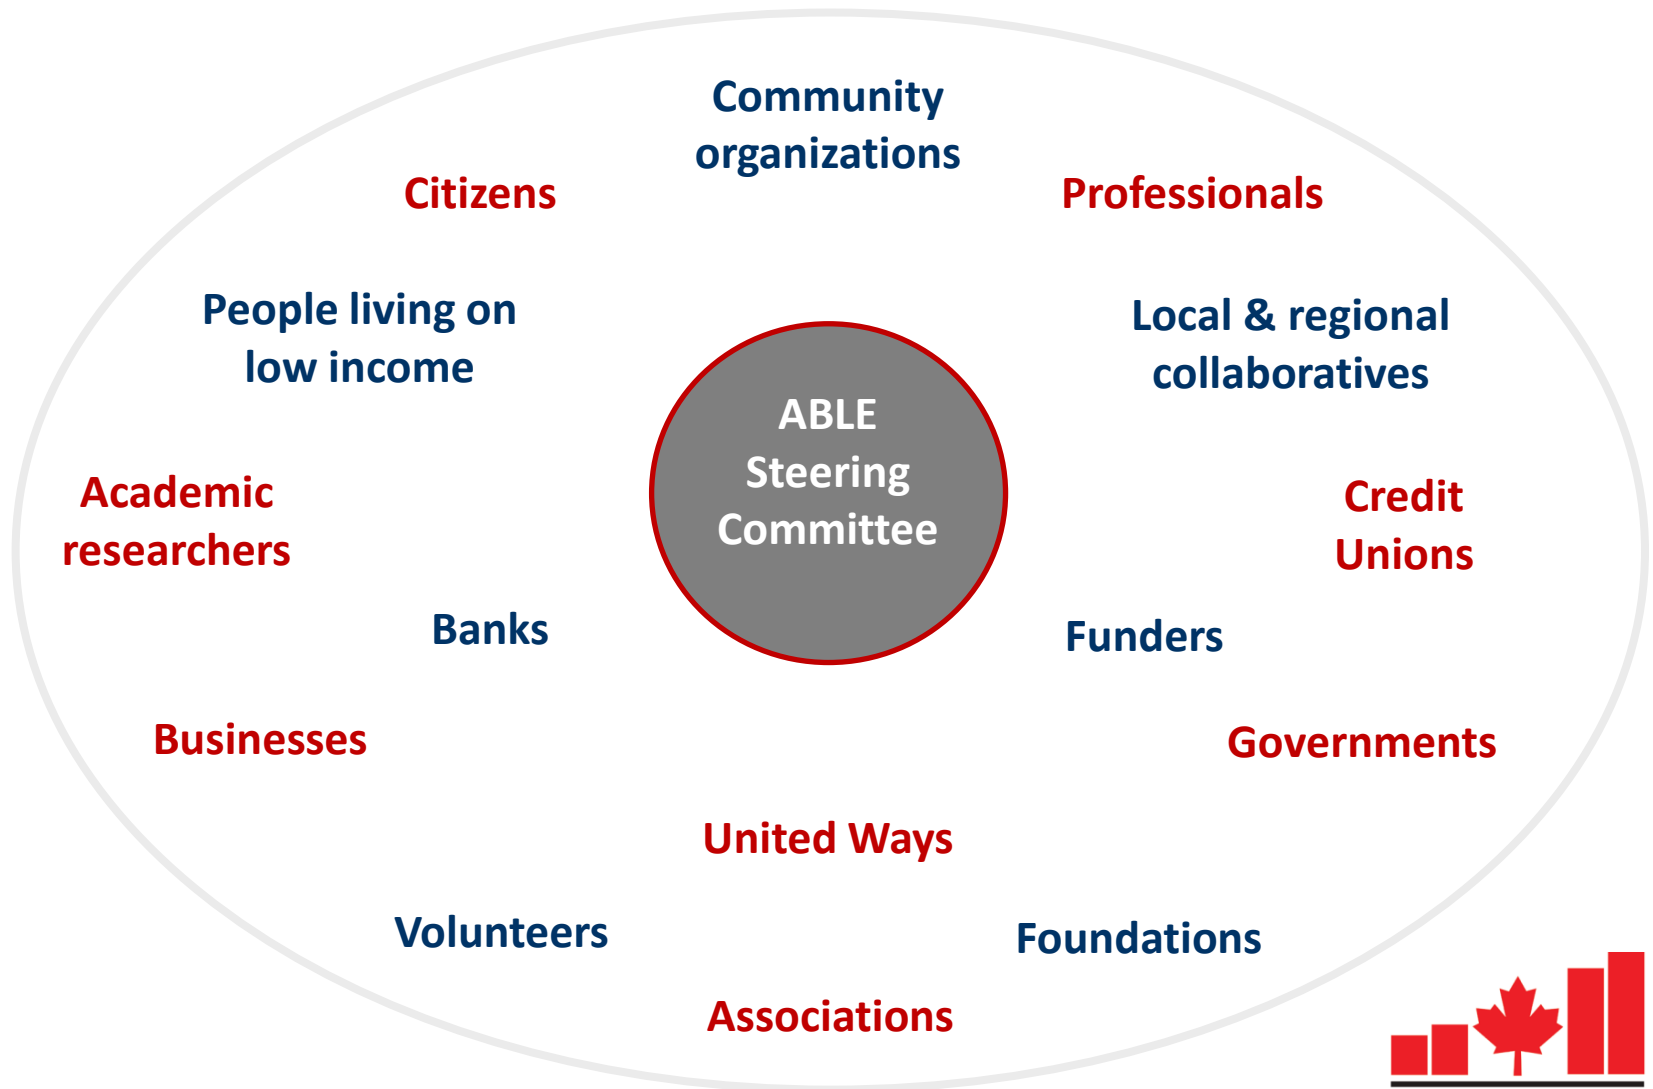 Community
organizations
Citizens
Professionals
People living on
low income
Local & regional
collaboratives
ABLE
Steering
Committee
Academic
researchers
Credit
Unions
Banks
Funders
Businesses
Governments
United Ways
Volunteers
Foundations
Associations